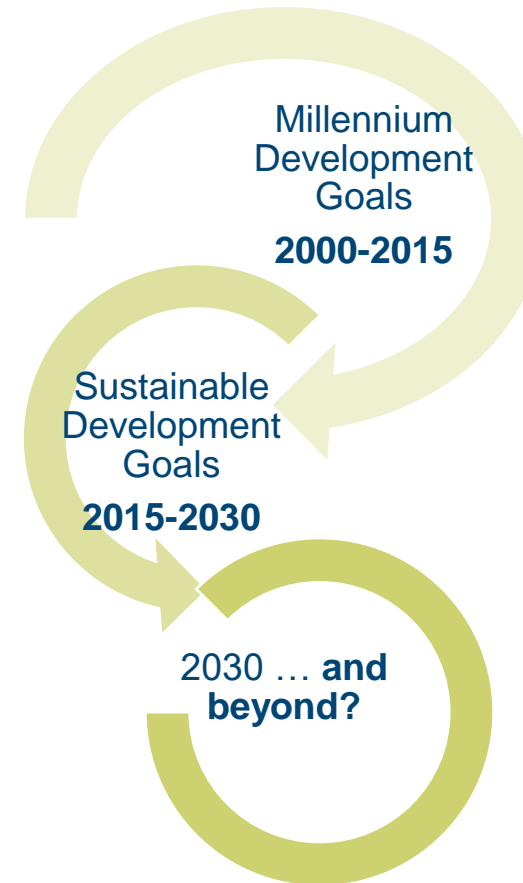 Millennium
Development
Goals
2000-2015
Sustainable
Development
Goals
2015-2030
2030 … and
beyond?